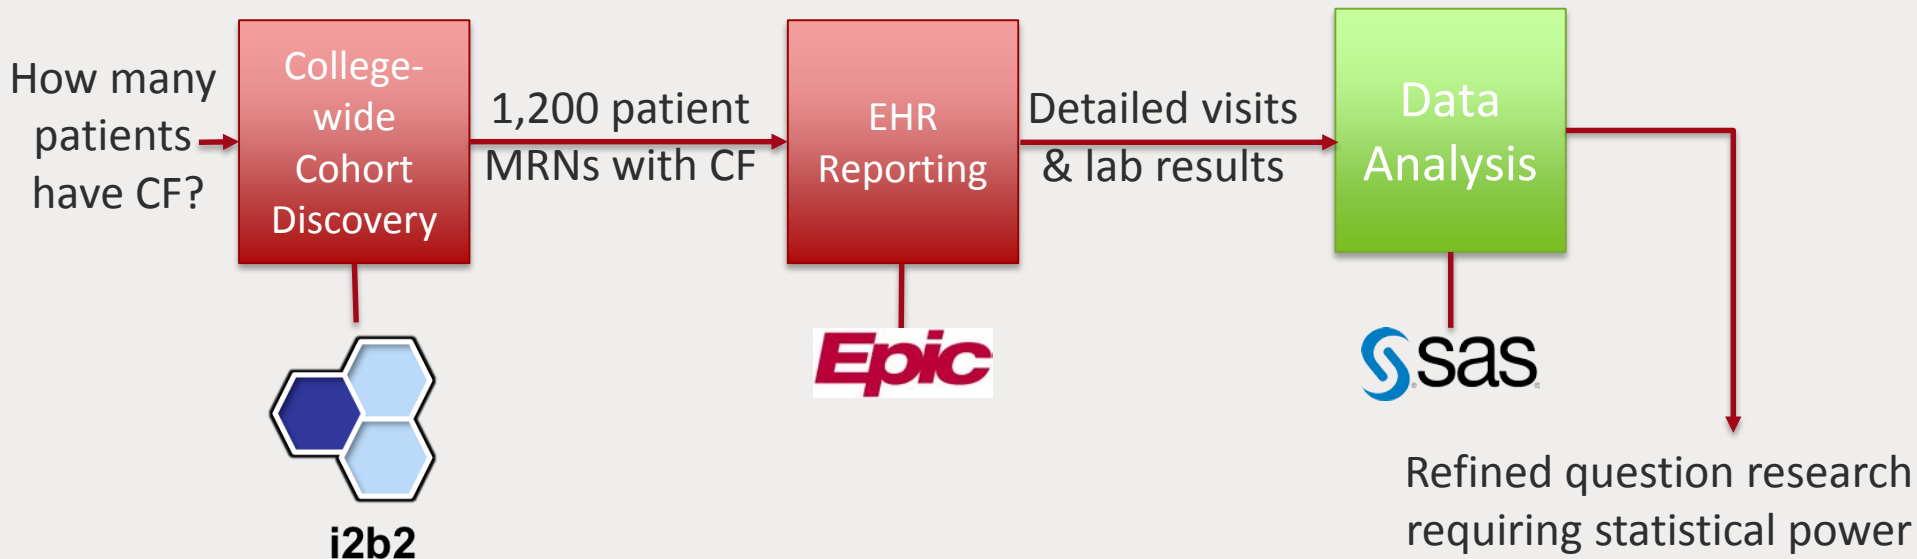 How many
patients
have CF?
College-
wide
Cohort
Discovery
1,200 patient
MRNs with CF
EHR
Reporting
Detailed visits
& lab results
Data
Analysis
i2b2
Epic
sas
Refined question research
requiring statistical power